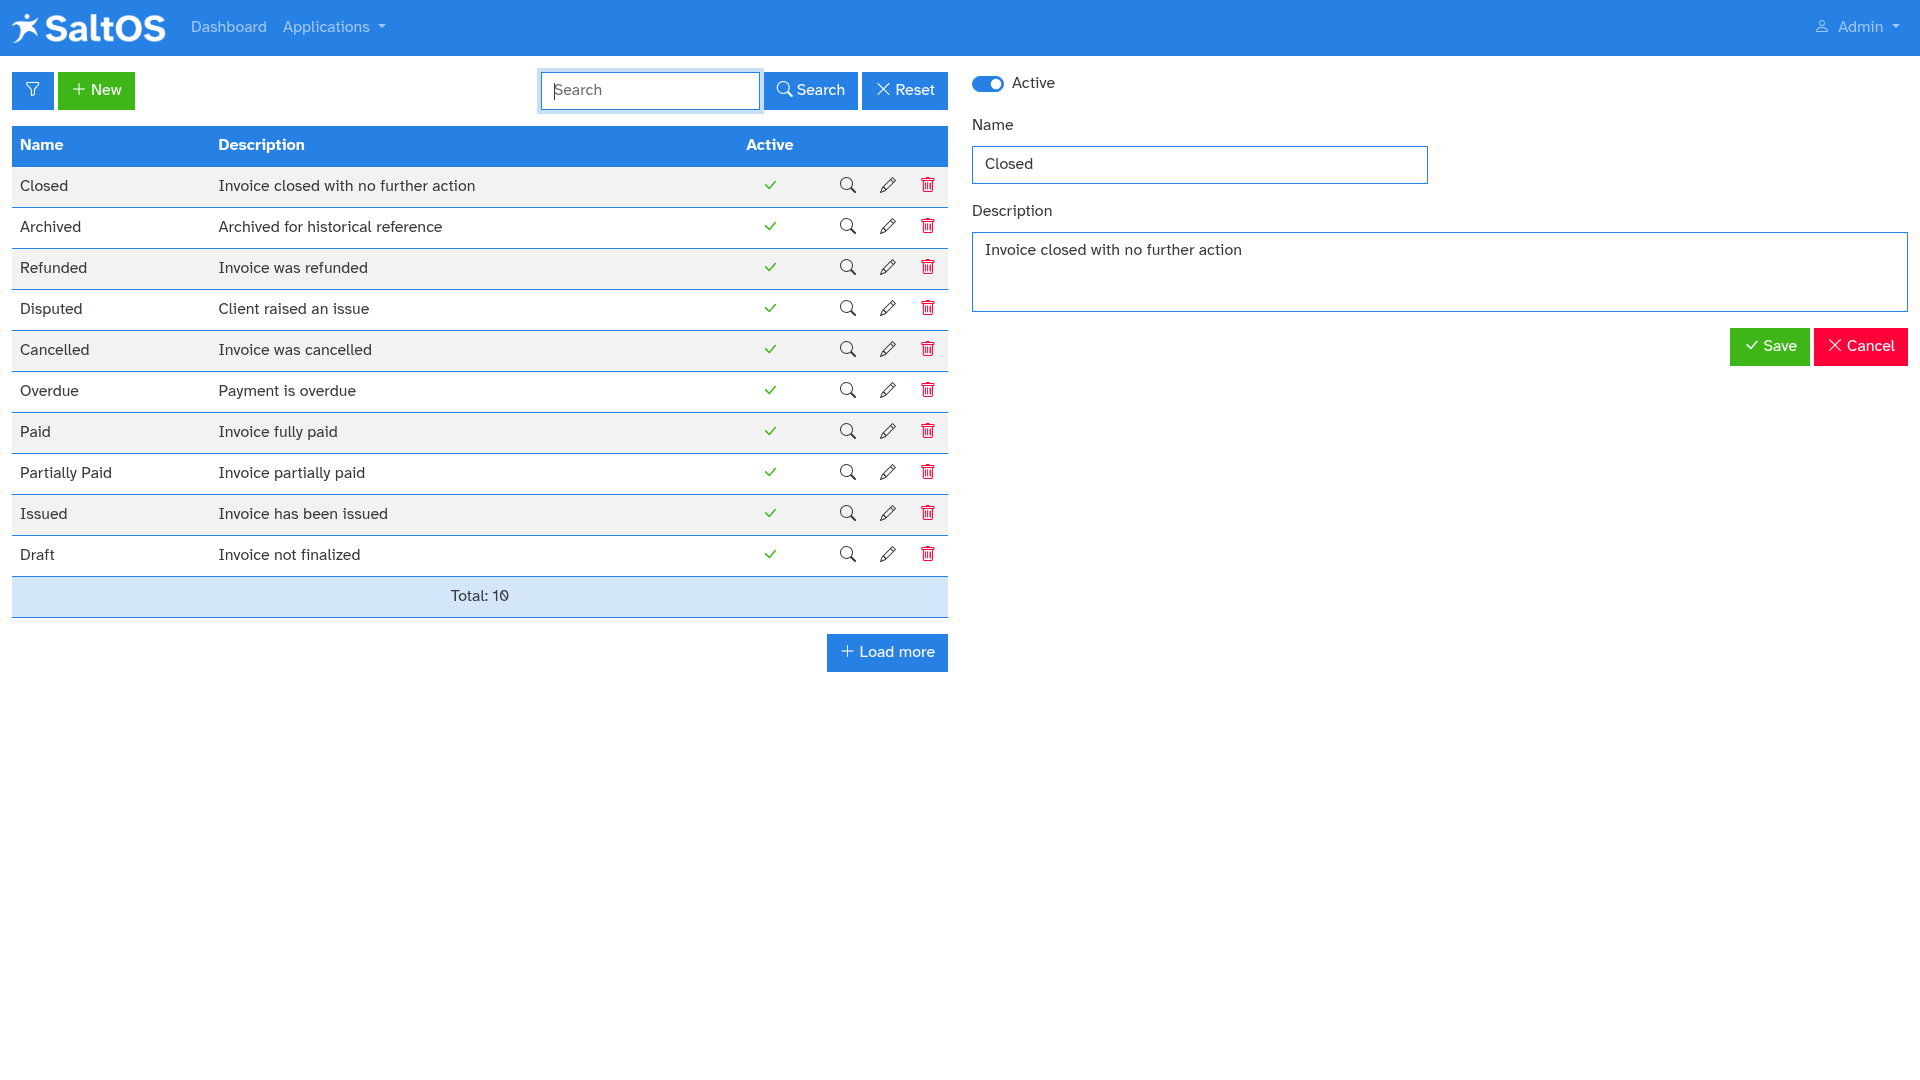 SaltOS Dashboard Applications Admin
New Search Search Reset
Name Description Active
Closed Invoice closed with no further action
Archived Archived for historical reference
Refunded Invoice was refunded
Disputed Client raised an issue
Cancelled Invoice was cancelled
Overdue Payment is overdue
Paid Invoice fully paid
Partially Paid Invoice partially paid
Issued Invoice has been issued
Draft Invoice not finalized
Total: 10
Load more
Active
Name
Closed
Description
Invoice closed with no further action
Save Cancel